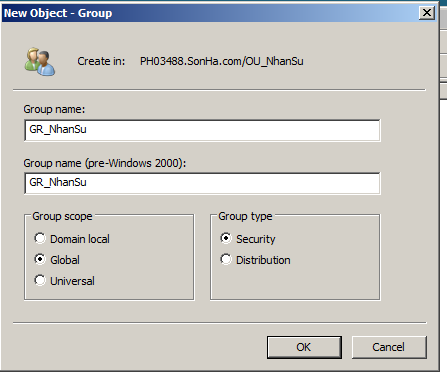 New Object - Group
Create in: PH03488.SonHa.com/OU_NhanSu
Group name:
GR_NhanSu
Group name (pre-Windows 2000):
GR_NhanSu
Group scope
Domain local
Global
Universal
Group type
Security
Distribution
OK
Cancel